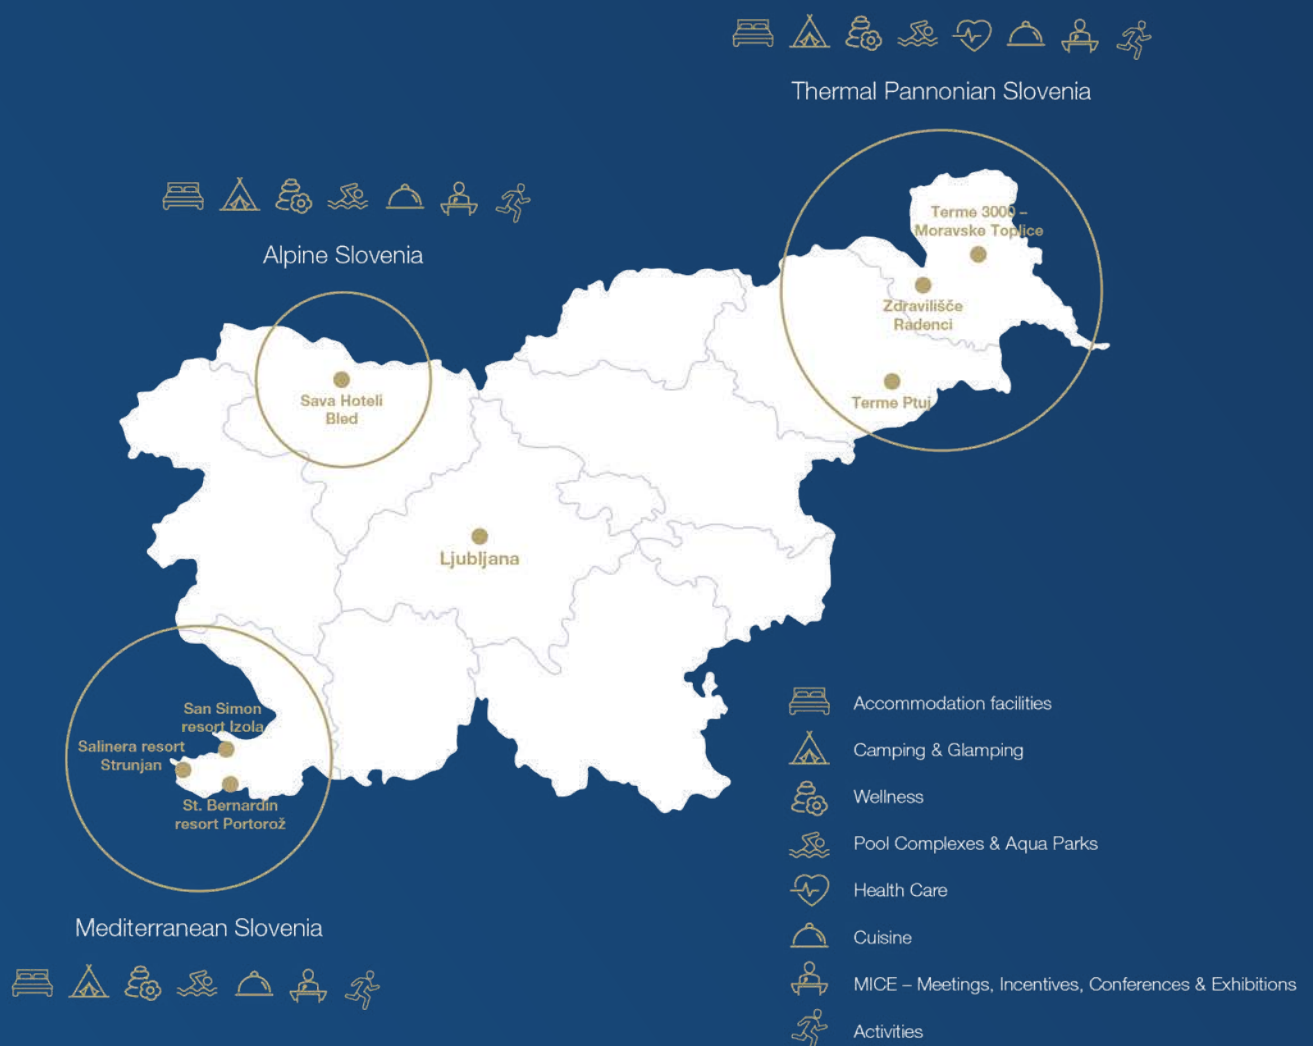 Thermal Pannonian Slovenia
Terme 3000 –
Moravske Toplice
Zdravilišče
Radenci
Terme Ptuj
Alpine Slovenia
Sava Hoteli
Bled
Ljubljana
San Simon
resort Izola
Salinera resort
Strunjan
St. Bernardin
resort Portorož
Mediterranean Slovenia
Accommodation facilities
Camping & Glamping
Wellness
Pool Complexes & Aqua Parks
Health Care
Cuisine
MICE – Meetings, Incentives, Conferences & Exhibitions
Activities